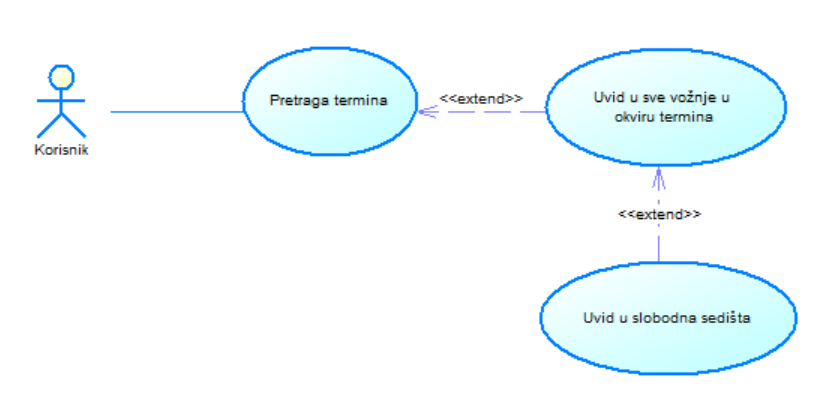 Korisnik
Pretraga termina
<<extend>>
Uvid u sve vožnje u
okviru termina
<<extend>>
Uvid u slobodna sedišta